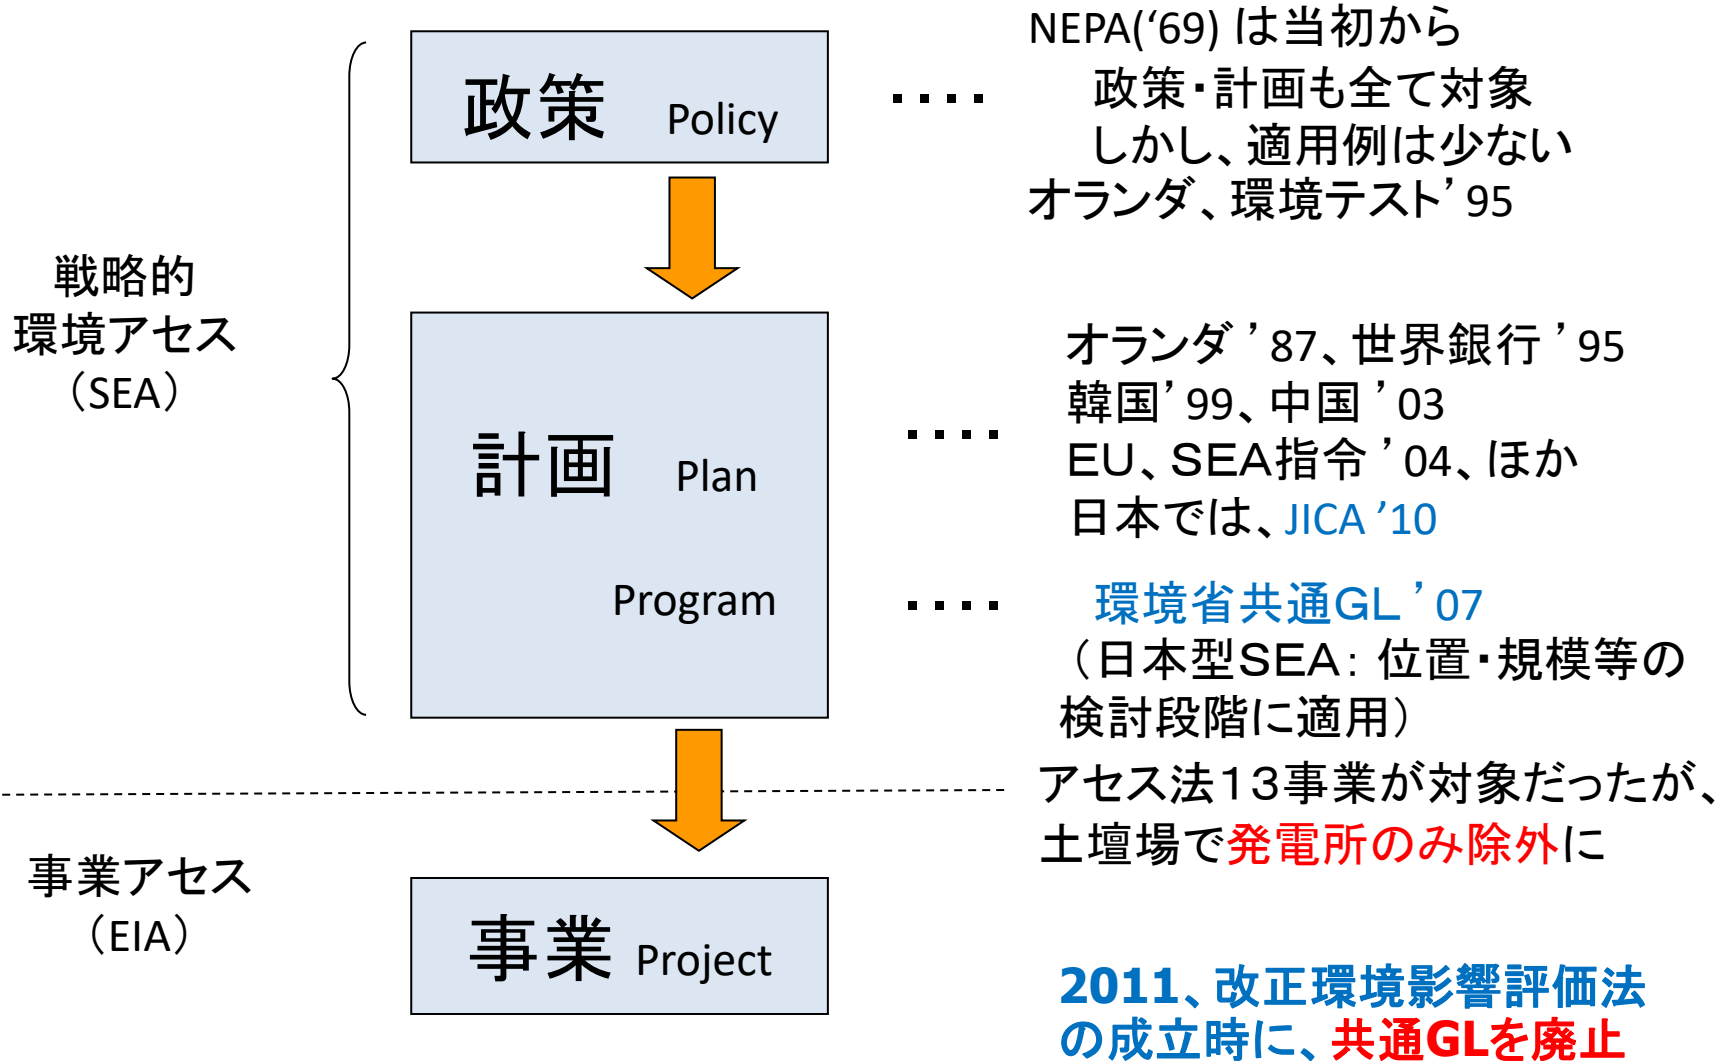 政策 Policy
NEPA(‘69) は当初から
政策・計画も全て対象
しかし、適用例は少ない
オランダ、環境テスト’95
戦略的
環境アセス
（SEA）
計画 Plan
Program
オランダ ’87、世界銀行 ’95
韓国’99、中国 ’03
ＥＵ、ＳＥＡ指令 ’04、ほか
日本では、JICA ’10
環境省共通ＧＬ ’07
（日本型ＳＥＡ: 位置・規模等の
検討段階に適用）
アセス法１３事業が対象だったが、
土壇場で発電所のみ除外に
事業アセス
（EIA）
事業 Project
2011、改正環境影響評価法
の成立時に、共通GLを廃止